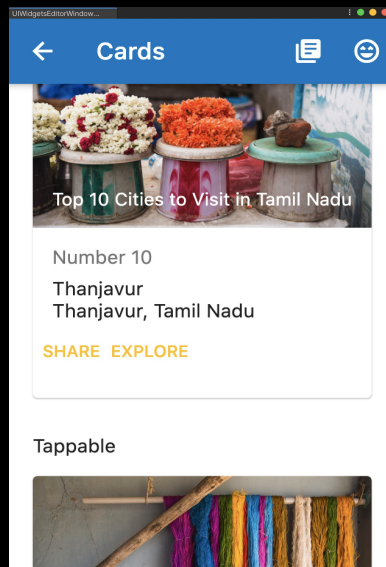 UIWidgetsEditorWindow...
Cards
Top 10 Cities to Visit in Tamil Nadu
Number 10
Thanjavur
Thanjavur, Tamil Nadu
SHARE EXPLORE
Tappable